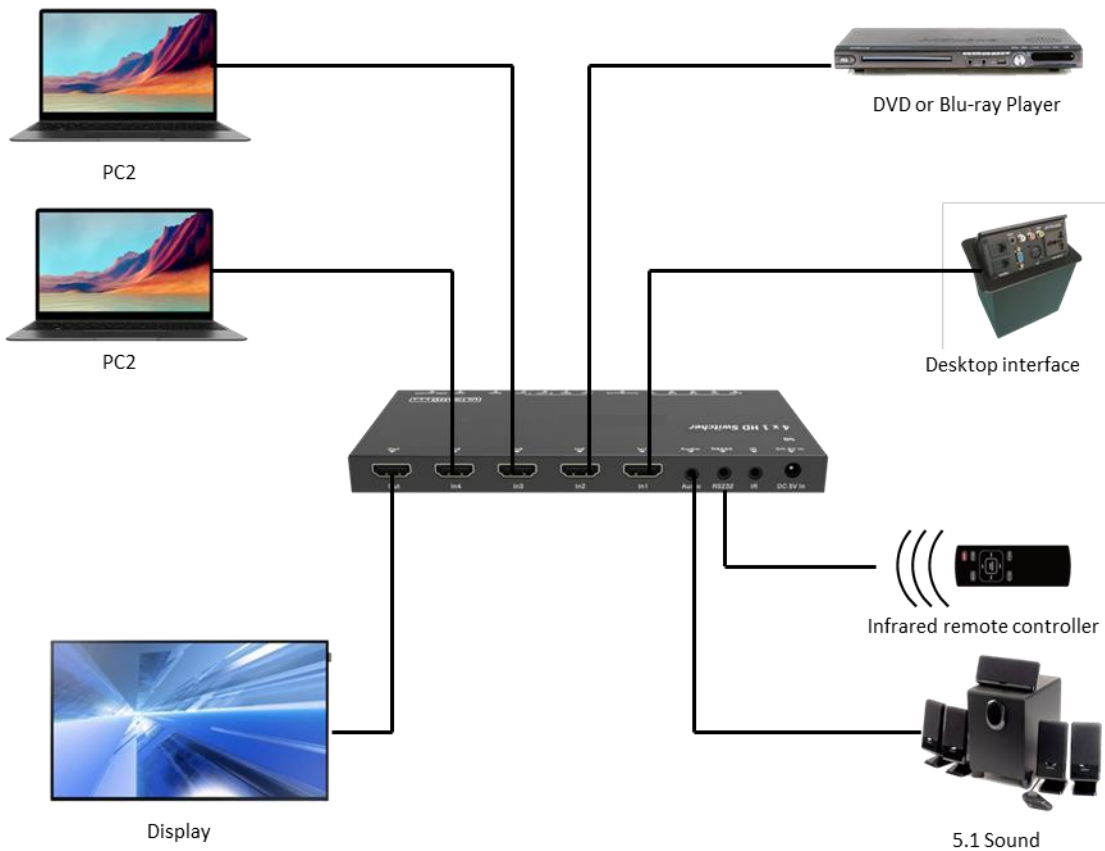 PC2
DVD or Blu-ray Player
PC2
Desktop interface
4 x 1 HD Switcher
Out In4 In3 In2 In1 Audio RS232 IR DC 5V In
Infrared remote controller
Display
5.1 Sound